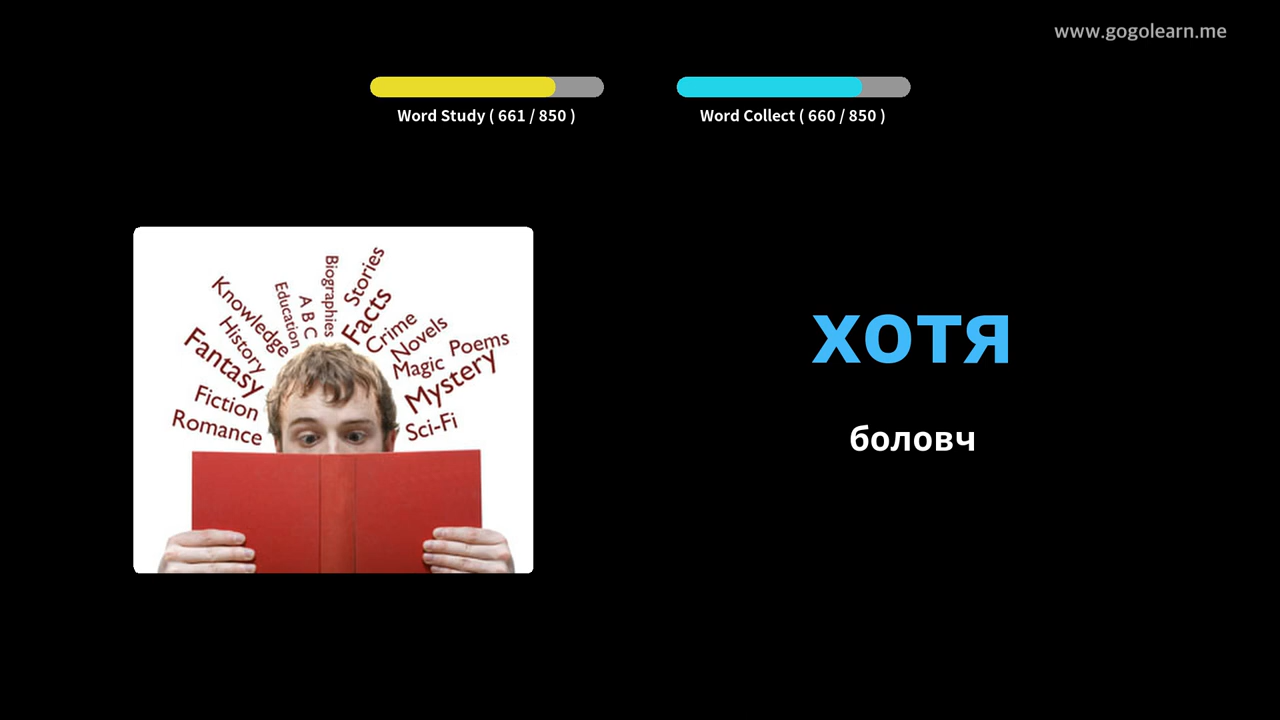 www.gogolearn.me
Word Study ( 661 / 850 )
Word Collect ( 660 / 850 )
Romance
Fiction
Fantasy
History
Knowledge
Education
A B C
Biographies
Stories
Facts
Crime
Novels
Magic
Poems
Mystery
Sci-Fi
хотя
боловч